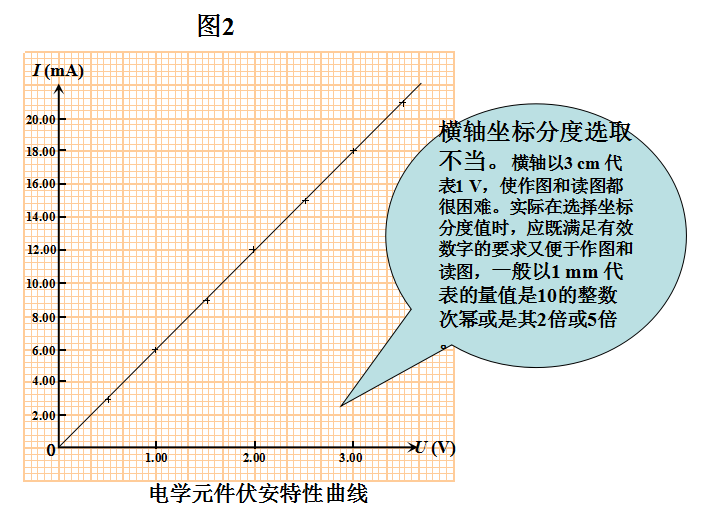 图2
I (mA)
20.00
18.00
16.00
14.00
12.00
10.00
8.00
6.00
4.00
2.00
0
1.00
2.00
3.00
U (V)
电学元件伏安特性曲线
横轴坐标分度选取
不当。横轴以3 cm 代
表1 V，使作图和读图都
很困难。实际在选择坐标
分度值时，应既满足有效
数字的要求又便于作图和
读图，一般以1 mm 代
表的量值是10的整数
次幂或是其2倍或5倍
。